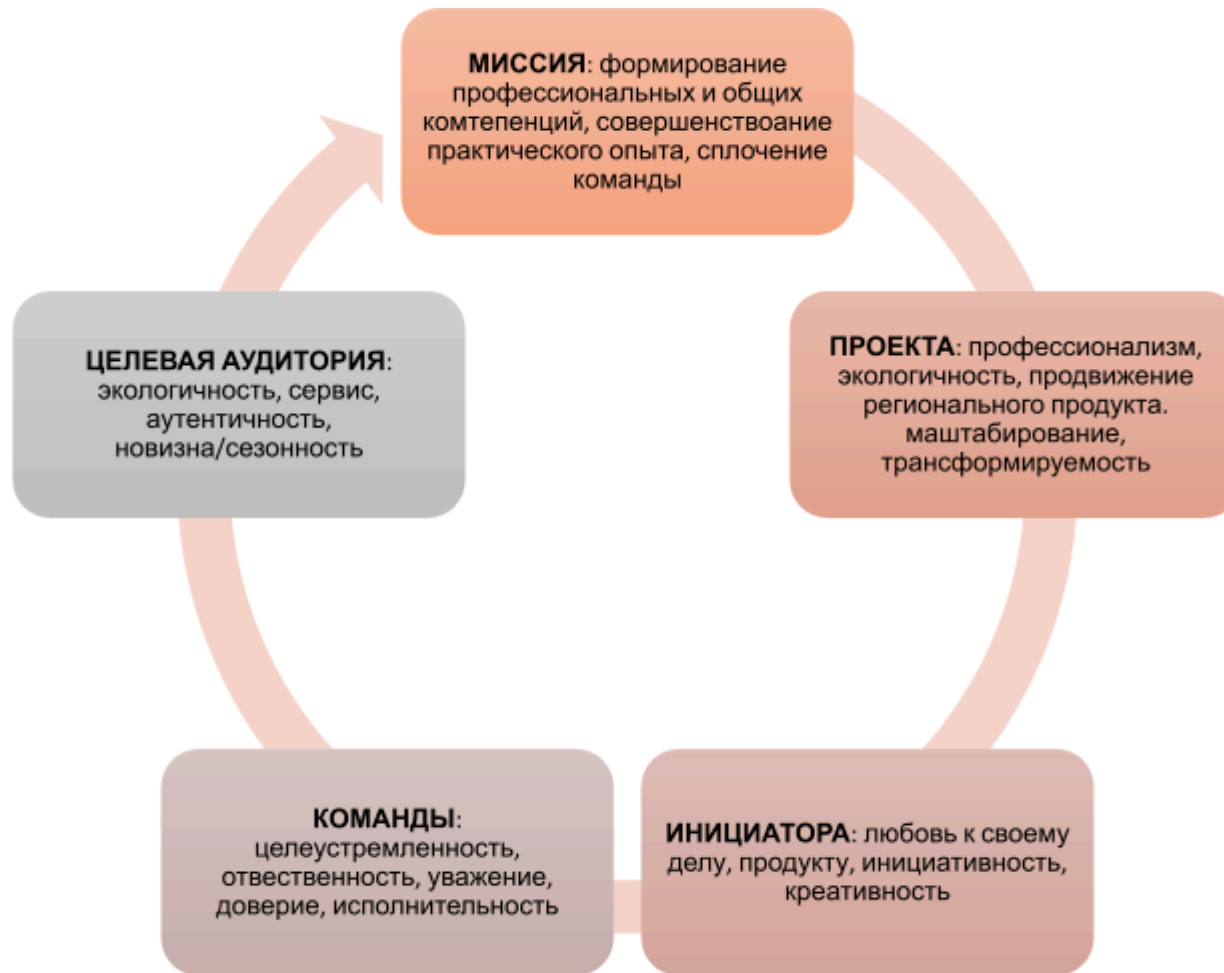 МИССИЯ: формирование
профессиональных и общих
комтепенций, совершенствоание
практического опыта, сплочение
команды
ПРОЕКТА: профессионализм,
экологичность, продвижение
регионального продукта.
маштабирование,
трансформируемость
ИНИЦИАТОРА: любовь к своему
делу, продукту, инициативность,
креативность
КОМАНДЫ:
целеустремленность,
отвественность, уважение,
доверие, исполнительность
ЦЕЛЕВАЯ АУДИТОРИЯ:
экологичность, сервис,
аутентичность,
новизна/сезонность